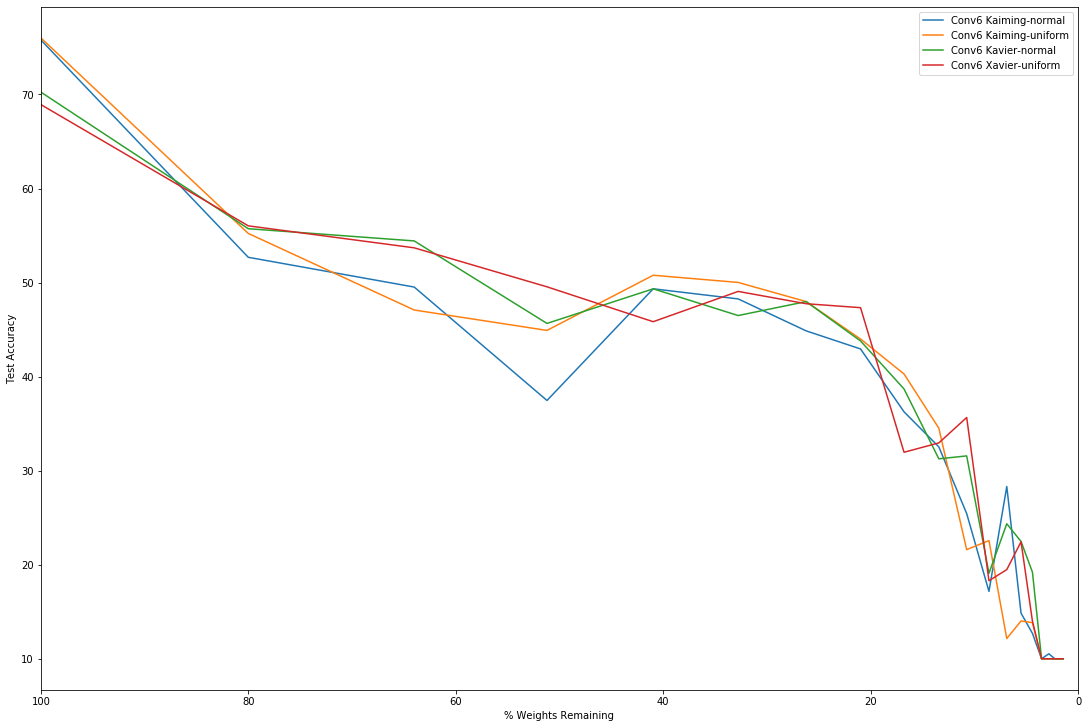 Conv6 Kaiming-normal
Conv6 Kaiming-uniform
Conv6 Kavier-normal
Conv6 Xavier-uniform
Test Accuracy
70
60
50
40
30
20
10
100 80 60 40 20 0
% Weights Remaining